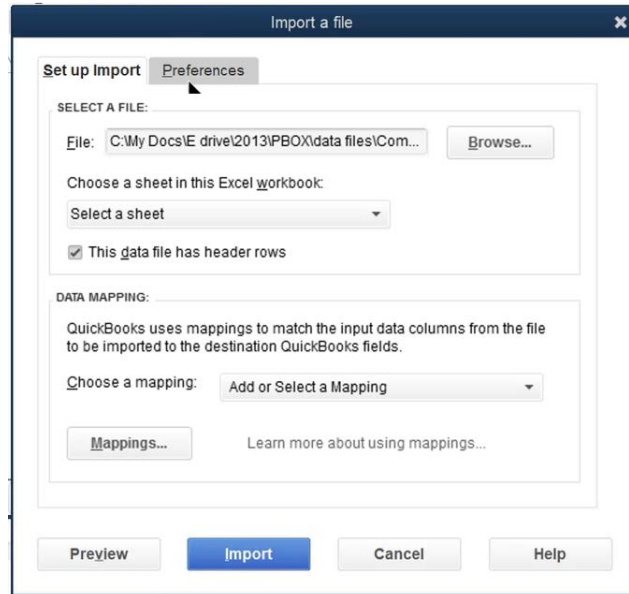 Import a file
Set up Import Preferences
SELECT A FILE:
File: C:\My Docs\E drive\2013\PBOX\data files\Com... Browse...
Choose a sheet in this Excel workbook:
Select a sheet
This data file has header rows
DATA MAPPING:
QuickBooks uses mappings to match the input data columns from the file
to be imported to the destination QuickBooks fields.
Choose a mapping: Add or Select a Mapping
Mappings... Learn more about using mappings...
Preview Import Cancel Help